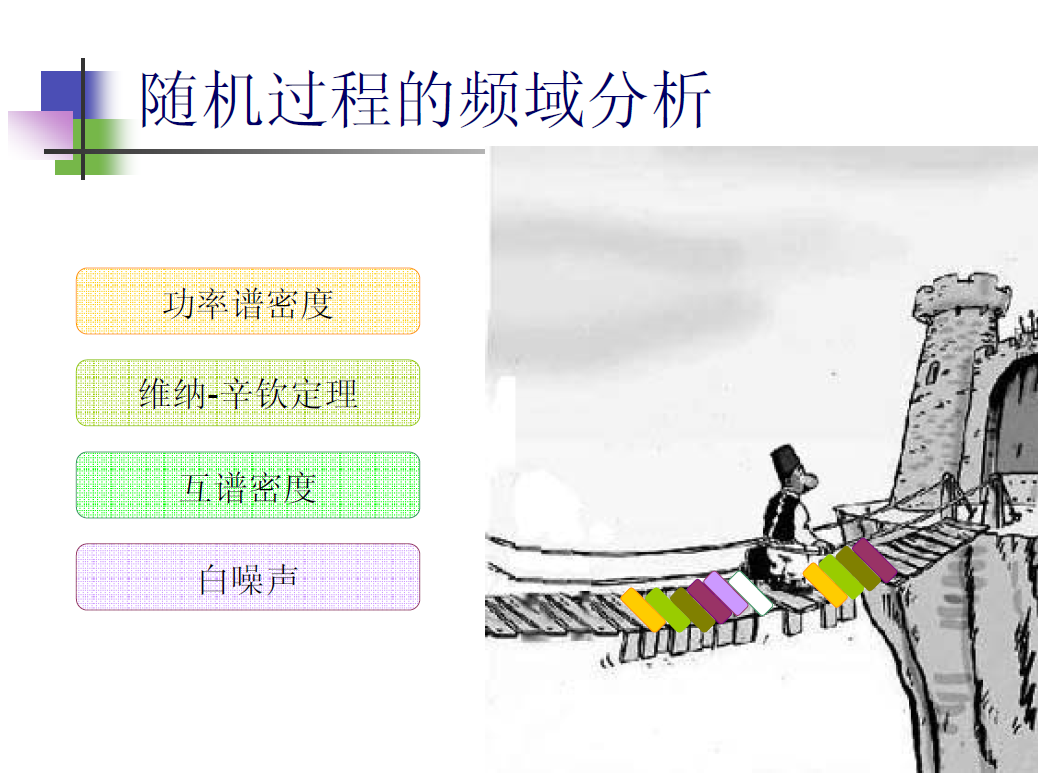 随机过程的频域分析
功率谱密度
维纳-辛钦定理
互谱密度
白噪声